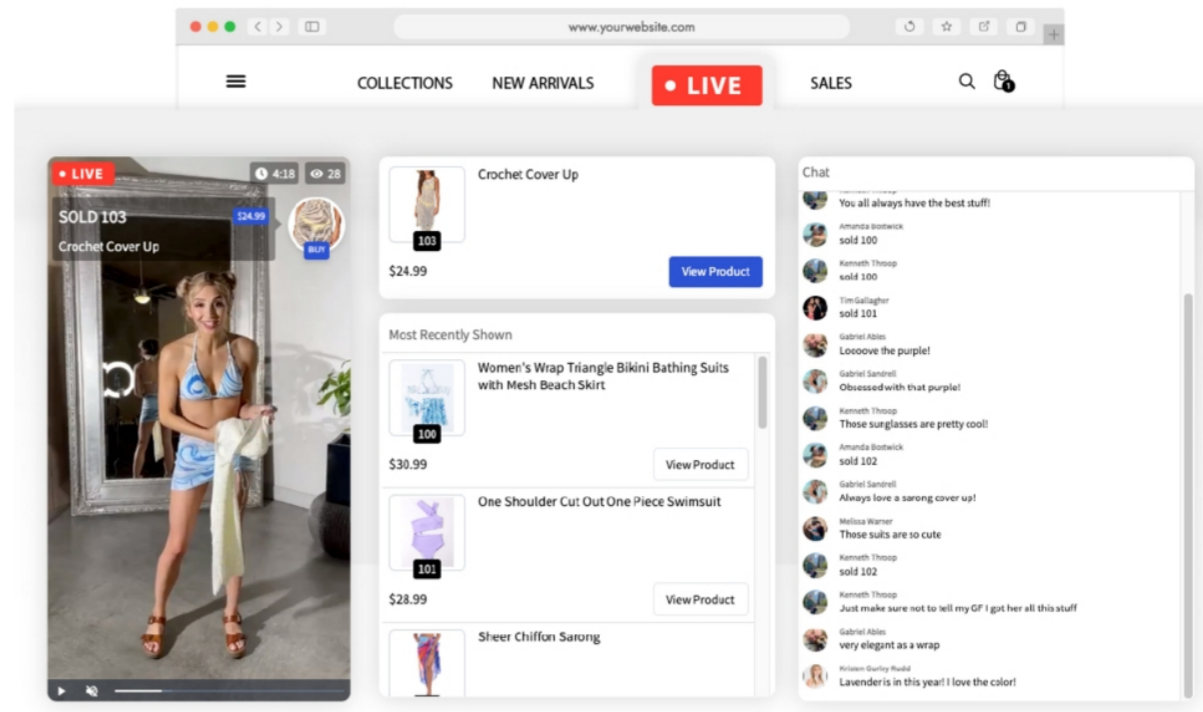 www.yourwebsite.com
COLLECTIONS
NEW ARRIVALS
LIVE
SALES
1
LIVE
4:18
28
SOLD 103
$24.99
Crochet Cover Up
BUY
Crochet Cover Up
103
$24.99
View Product
Most Recently Shown
Women's Wrap Triangle Bikini Bathing Suits
with Mesh Beach Skirt
100
$30.99
View Product
One Shoulder Cut Out One Piece Swimsuit
101
$28.99
View Product
Sheer Chiffon Sarong
Chat
You all always have the best stuff!
Amanda Bostwick
sold 100
Kenneth Throop
sold 100
Tim Gallagher
sold 101
Gabriel Ables
Looove the purple!
Gabriel Sandrell
Obsessed with that purple!
Kenneth Throop
Those sunglasses are pretty cool!
Amanda Bostwick
sold 102
Gabriel Sandrell
Always love a sarong cover up!
Melissa Warner
Those suits are so cute
Kenneth Throop
sold 102
Kenneth Throop
Just make sure not to tell my GF I got her all this stuff
Gabriel Ables
very elegant as a wrap
Kristen Gurley Rudd
Lavender is in this year! I love the color!